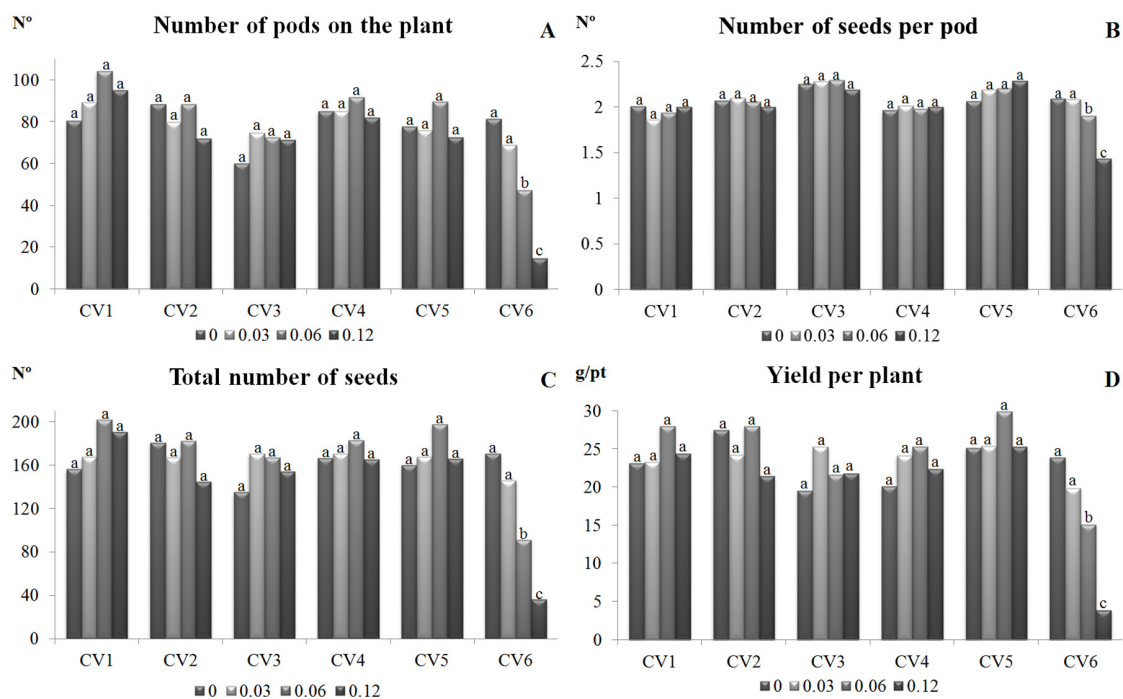 Nº Number of pods on the plant A
100
80
60
40
20
0
a a a a a a a a a a a a a a a a a a a a a a b c
CV1 CV2 CV3 CV4 CV5 CV6
0 0.03 0.06 0.12
Nº Number of seeds per pod B
2.5
2
1.5
1
0.5
0
a a a a a a a a a a a a a a a a a a a a a a b c
CV1 CV2 CV3 CV4 CV5 CV6
0 0.03 0.06 0.12
Nº Total number of seeds C
200
160
120
80
40
0
a a a a a a a a a a a a a a a a a a a a a a b c
CV1 CV2 CV3 CV4 CV5 CV6
0 0.03 0.06 0.12
g/pt Yield per plant D
30
25
20
15
10
5
0
a a a a a a a a a a a a a a a a a a a a a a b c
CV1 CV2 CV3 CV4 CV5 CV6
0 0.03 0.06 0.12